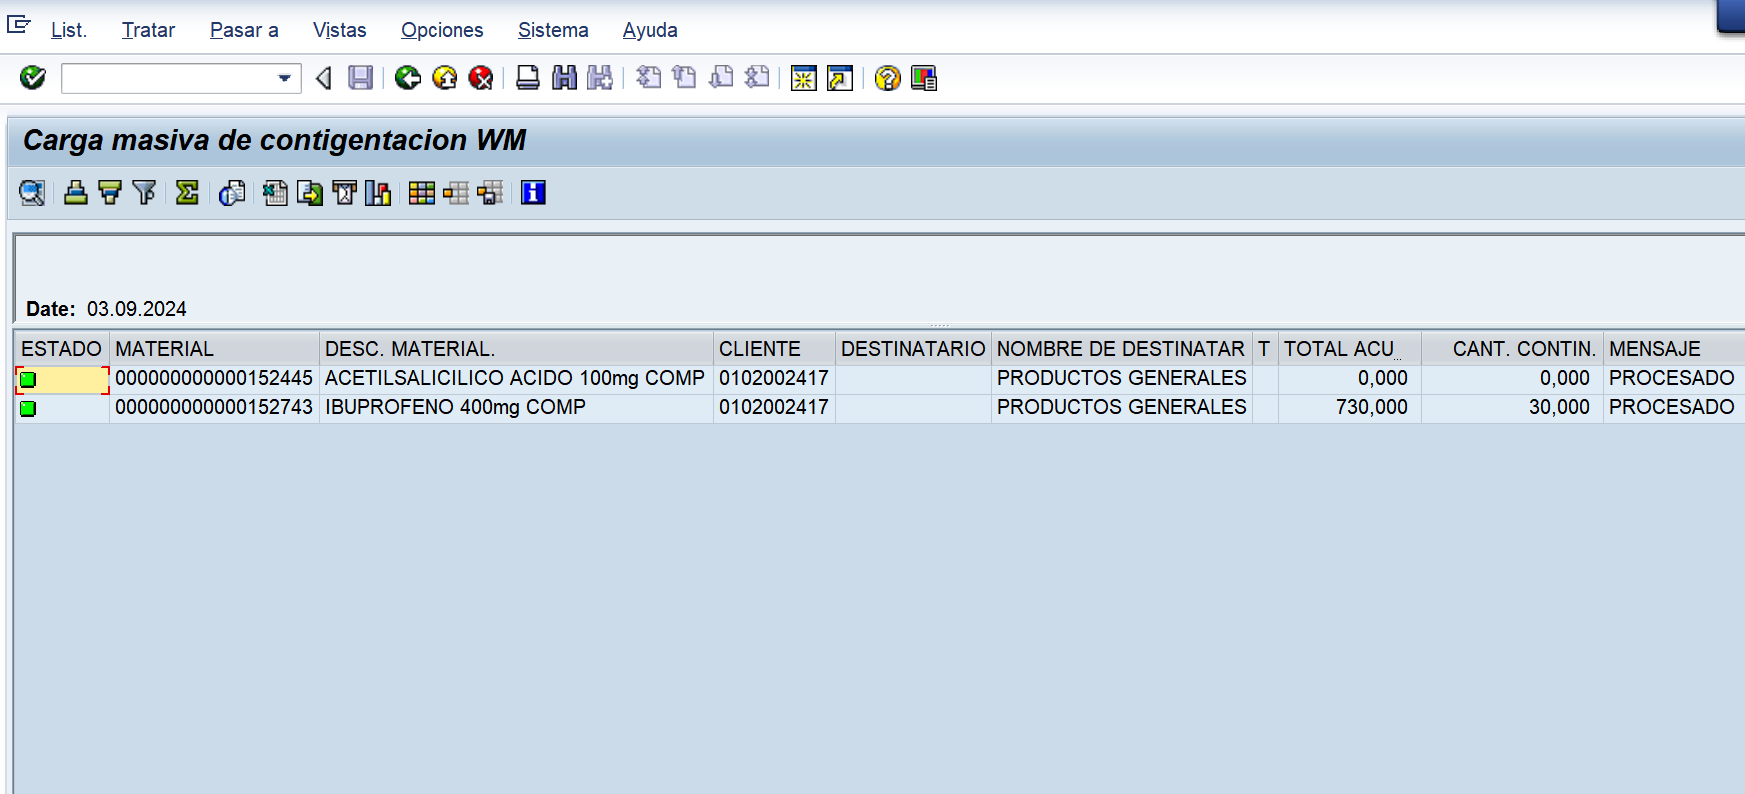 List. Tratar Pasar a Vistas Opciones Sistema Ayuda
Carga masiva de contigentacion WM
Date: 03.09.2024
ESTADO MATERIAL DESC. MATERIAL. CLIENTE DESTINATARIO NOMBRE DE DESTINATAR T TOTAL ACU... CANT. CONTIN. MENSAJE
000000000000152445 ACETILSALICILICO ACIDO 100mg COMP 0102002417 PRODUCTOS GENERALES 0,000 0,000 PROCESADO
000000000000152743 IBUPROFENO 400mg COMP 0102002417 PRODUCTOS GENERALES 730,000 30,000 PROCESADO